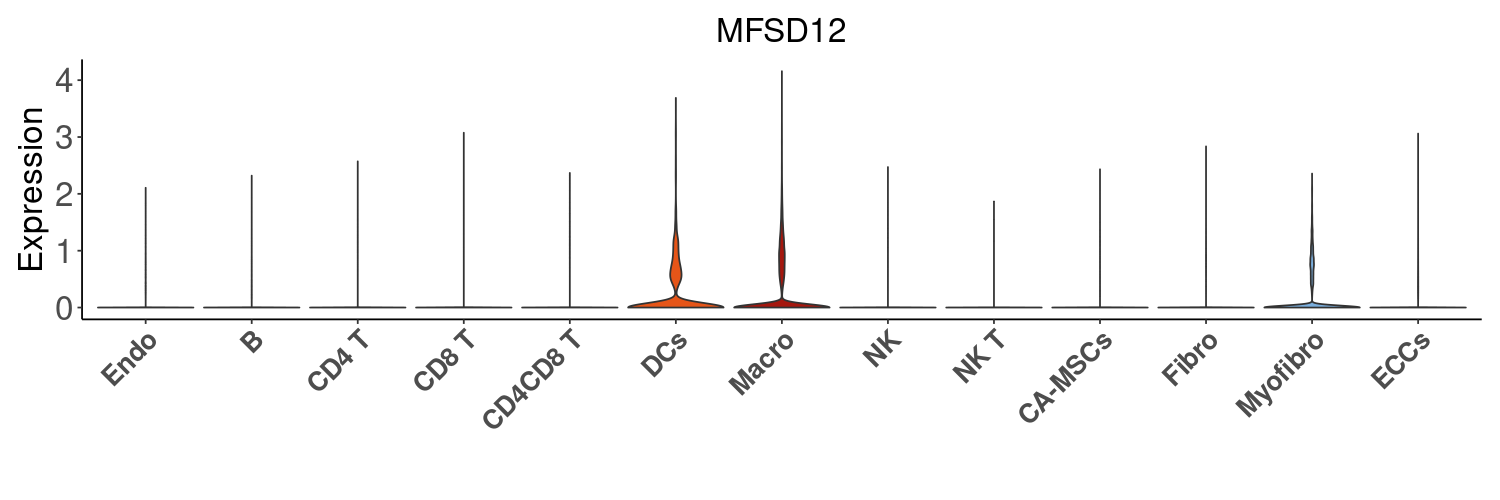 MFSD12
Expression
4
3
2
1
0
Endo
B
CD4 T
CD8 T
CD4CD8 T
DCs
Macro
NK
NK T
CA-MSCs
Fibro
Myofibro
ECCs